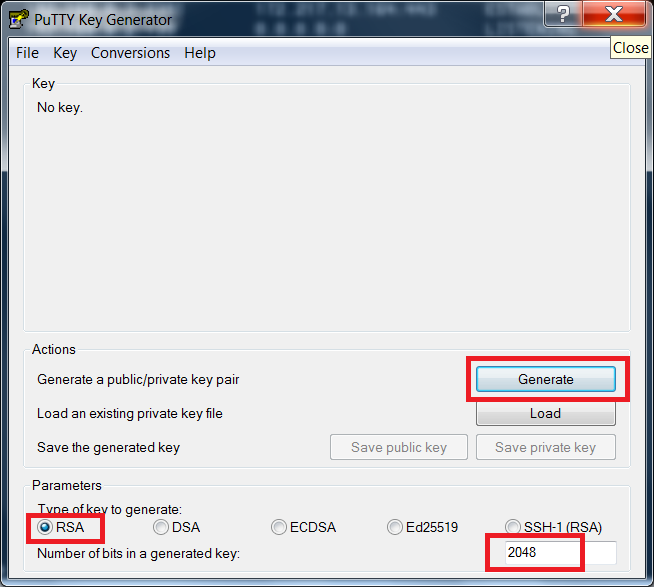 PuTTY Key Generator
?
X
Close
File Key Conversions Help
Key
No key.
Actions
Generate a public/private key pair
Generate
Load an existing private key file
Load
Save the generated key
Save public key
Save private key
Parameters
Type of key to generate:
RSA DSA ECDSA Ed25519 SSH-1 (RSA)
Number of bits in a generated key:
2048